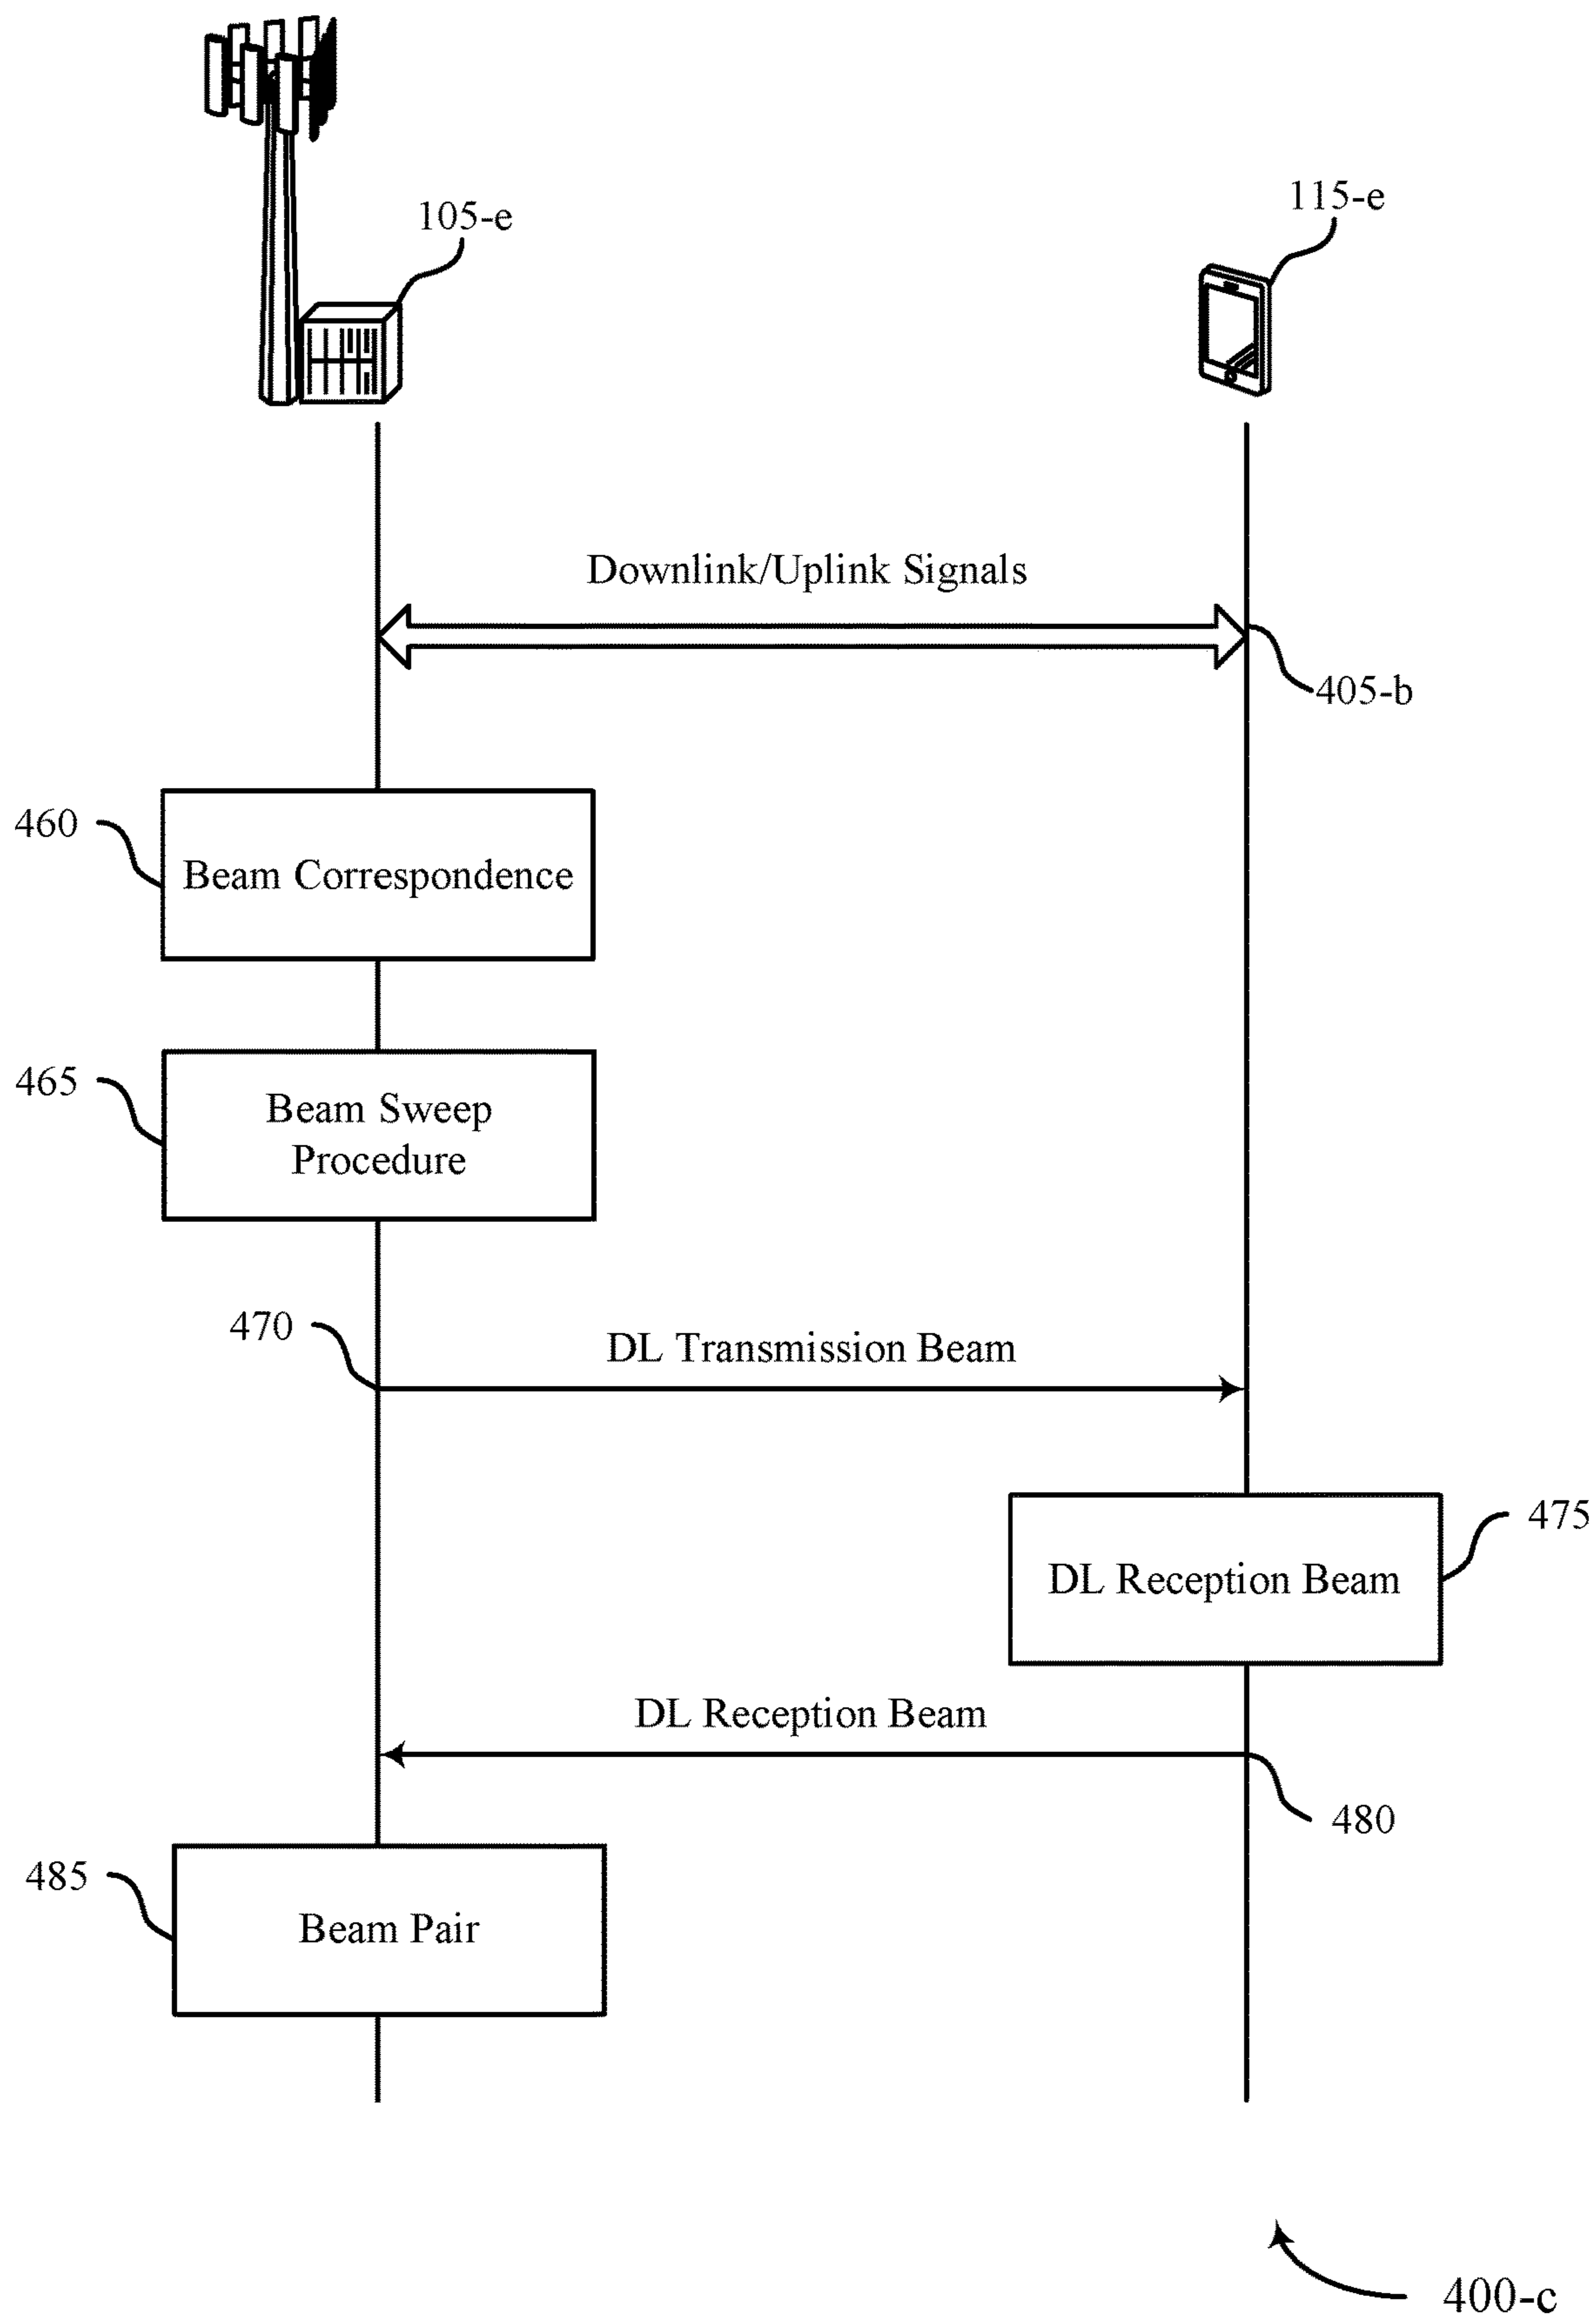 105-e
115-e
Downlink/Uplink Signals
405-b
460
Beam Correspondence
465
Beam Sweep
Procedure
470
DL Transmission Beam
475
DL Reception Beam
DL Reception Beam
480
485
Beam Pair
400-c